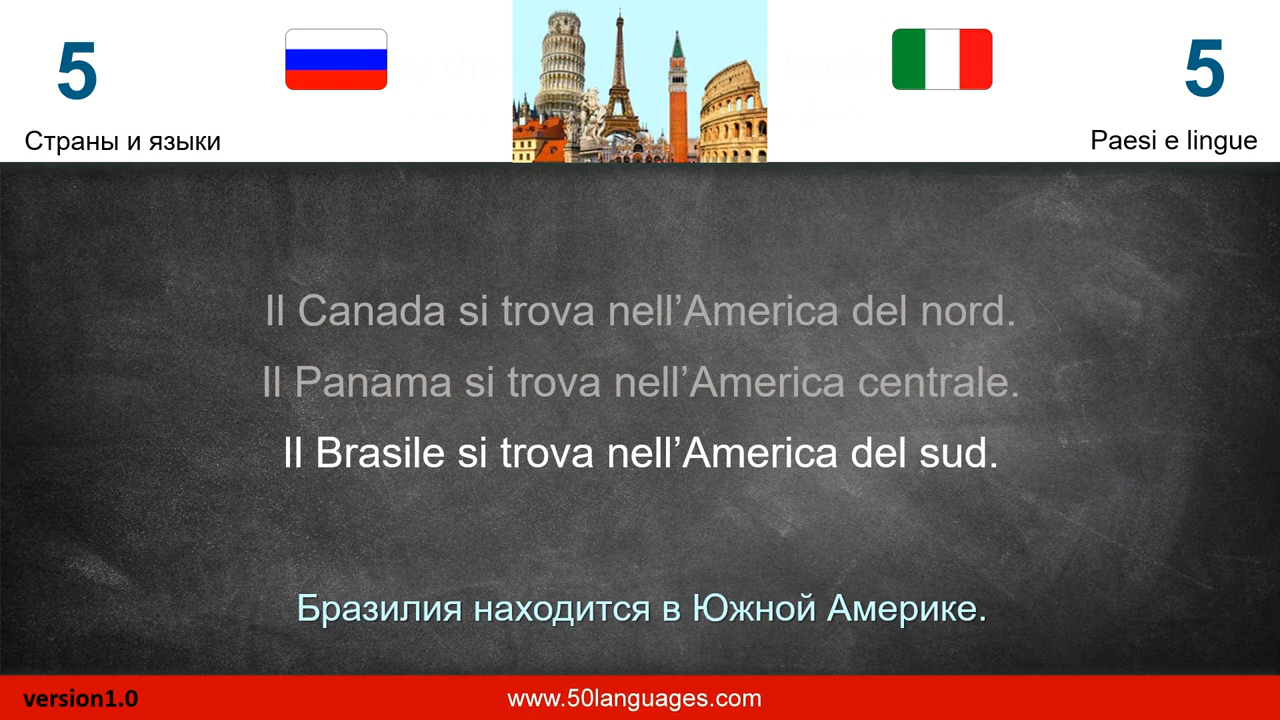 5
5
Страны и языки
Paesi e lingue
Il Canada si trova nell’America del nord.
Il Panama si trova nell’America centrale.
Il Brasile si trova nell’America del sud.
Бразилия находится в Южной Америке.
version1.0
www.50languages.com